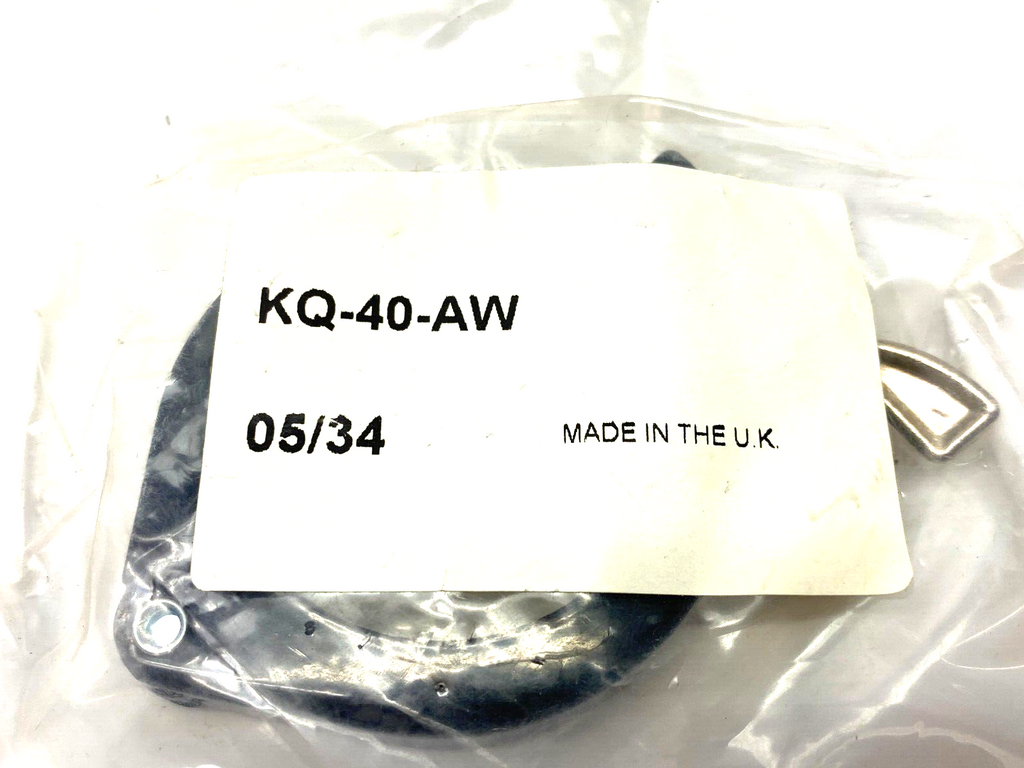 KQ-40-AW
05/34
MADE IN THE U.K.